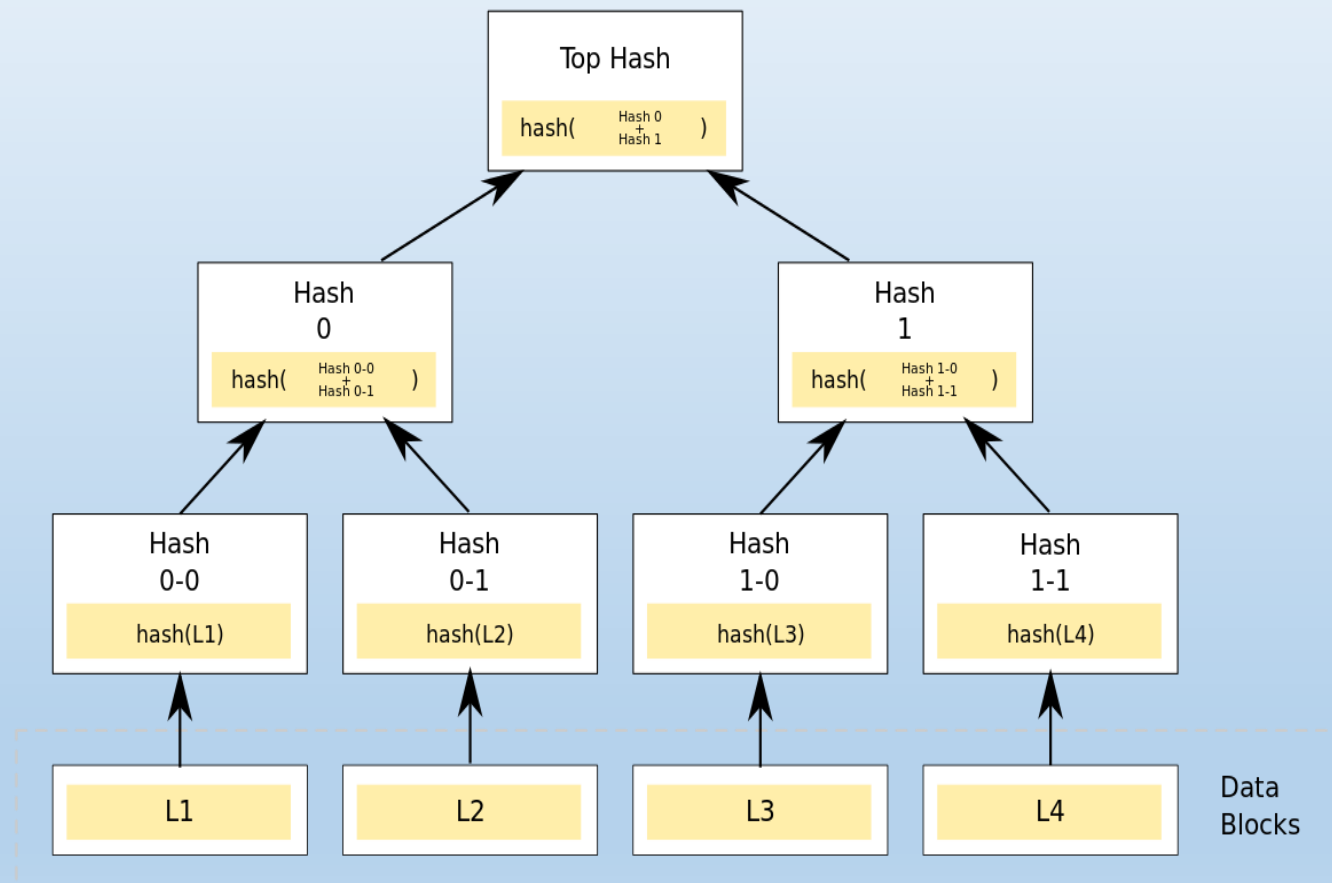 Top Hash
hash( Hash 0 + Hash 1 )
Hash
0
hash( Hash 0-0 + Hash 0-1 )
Hash
1
hash( Hash 1-0 + Hash 1-1 )
Hash
0-0
hash(L1)
Hash
0-1
hash(L2)
Hash
1-0
hash(L3)
Hash
1-1
hash(L4)
L1
L2
L3
L4
Data
Blocks